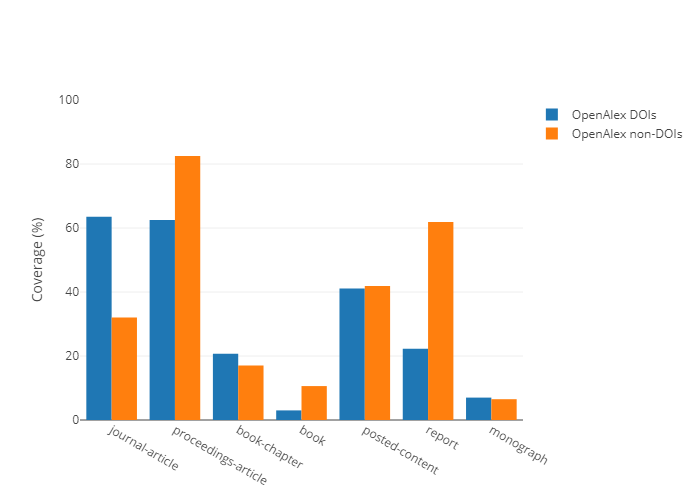 100
80
60
40
20
0
Coverage (%)
journal-article
proceedings-article
book-chapter
book
posted-content
report
monograph
OpenAlex DOIs
OpenAlex non-DOIs